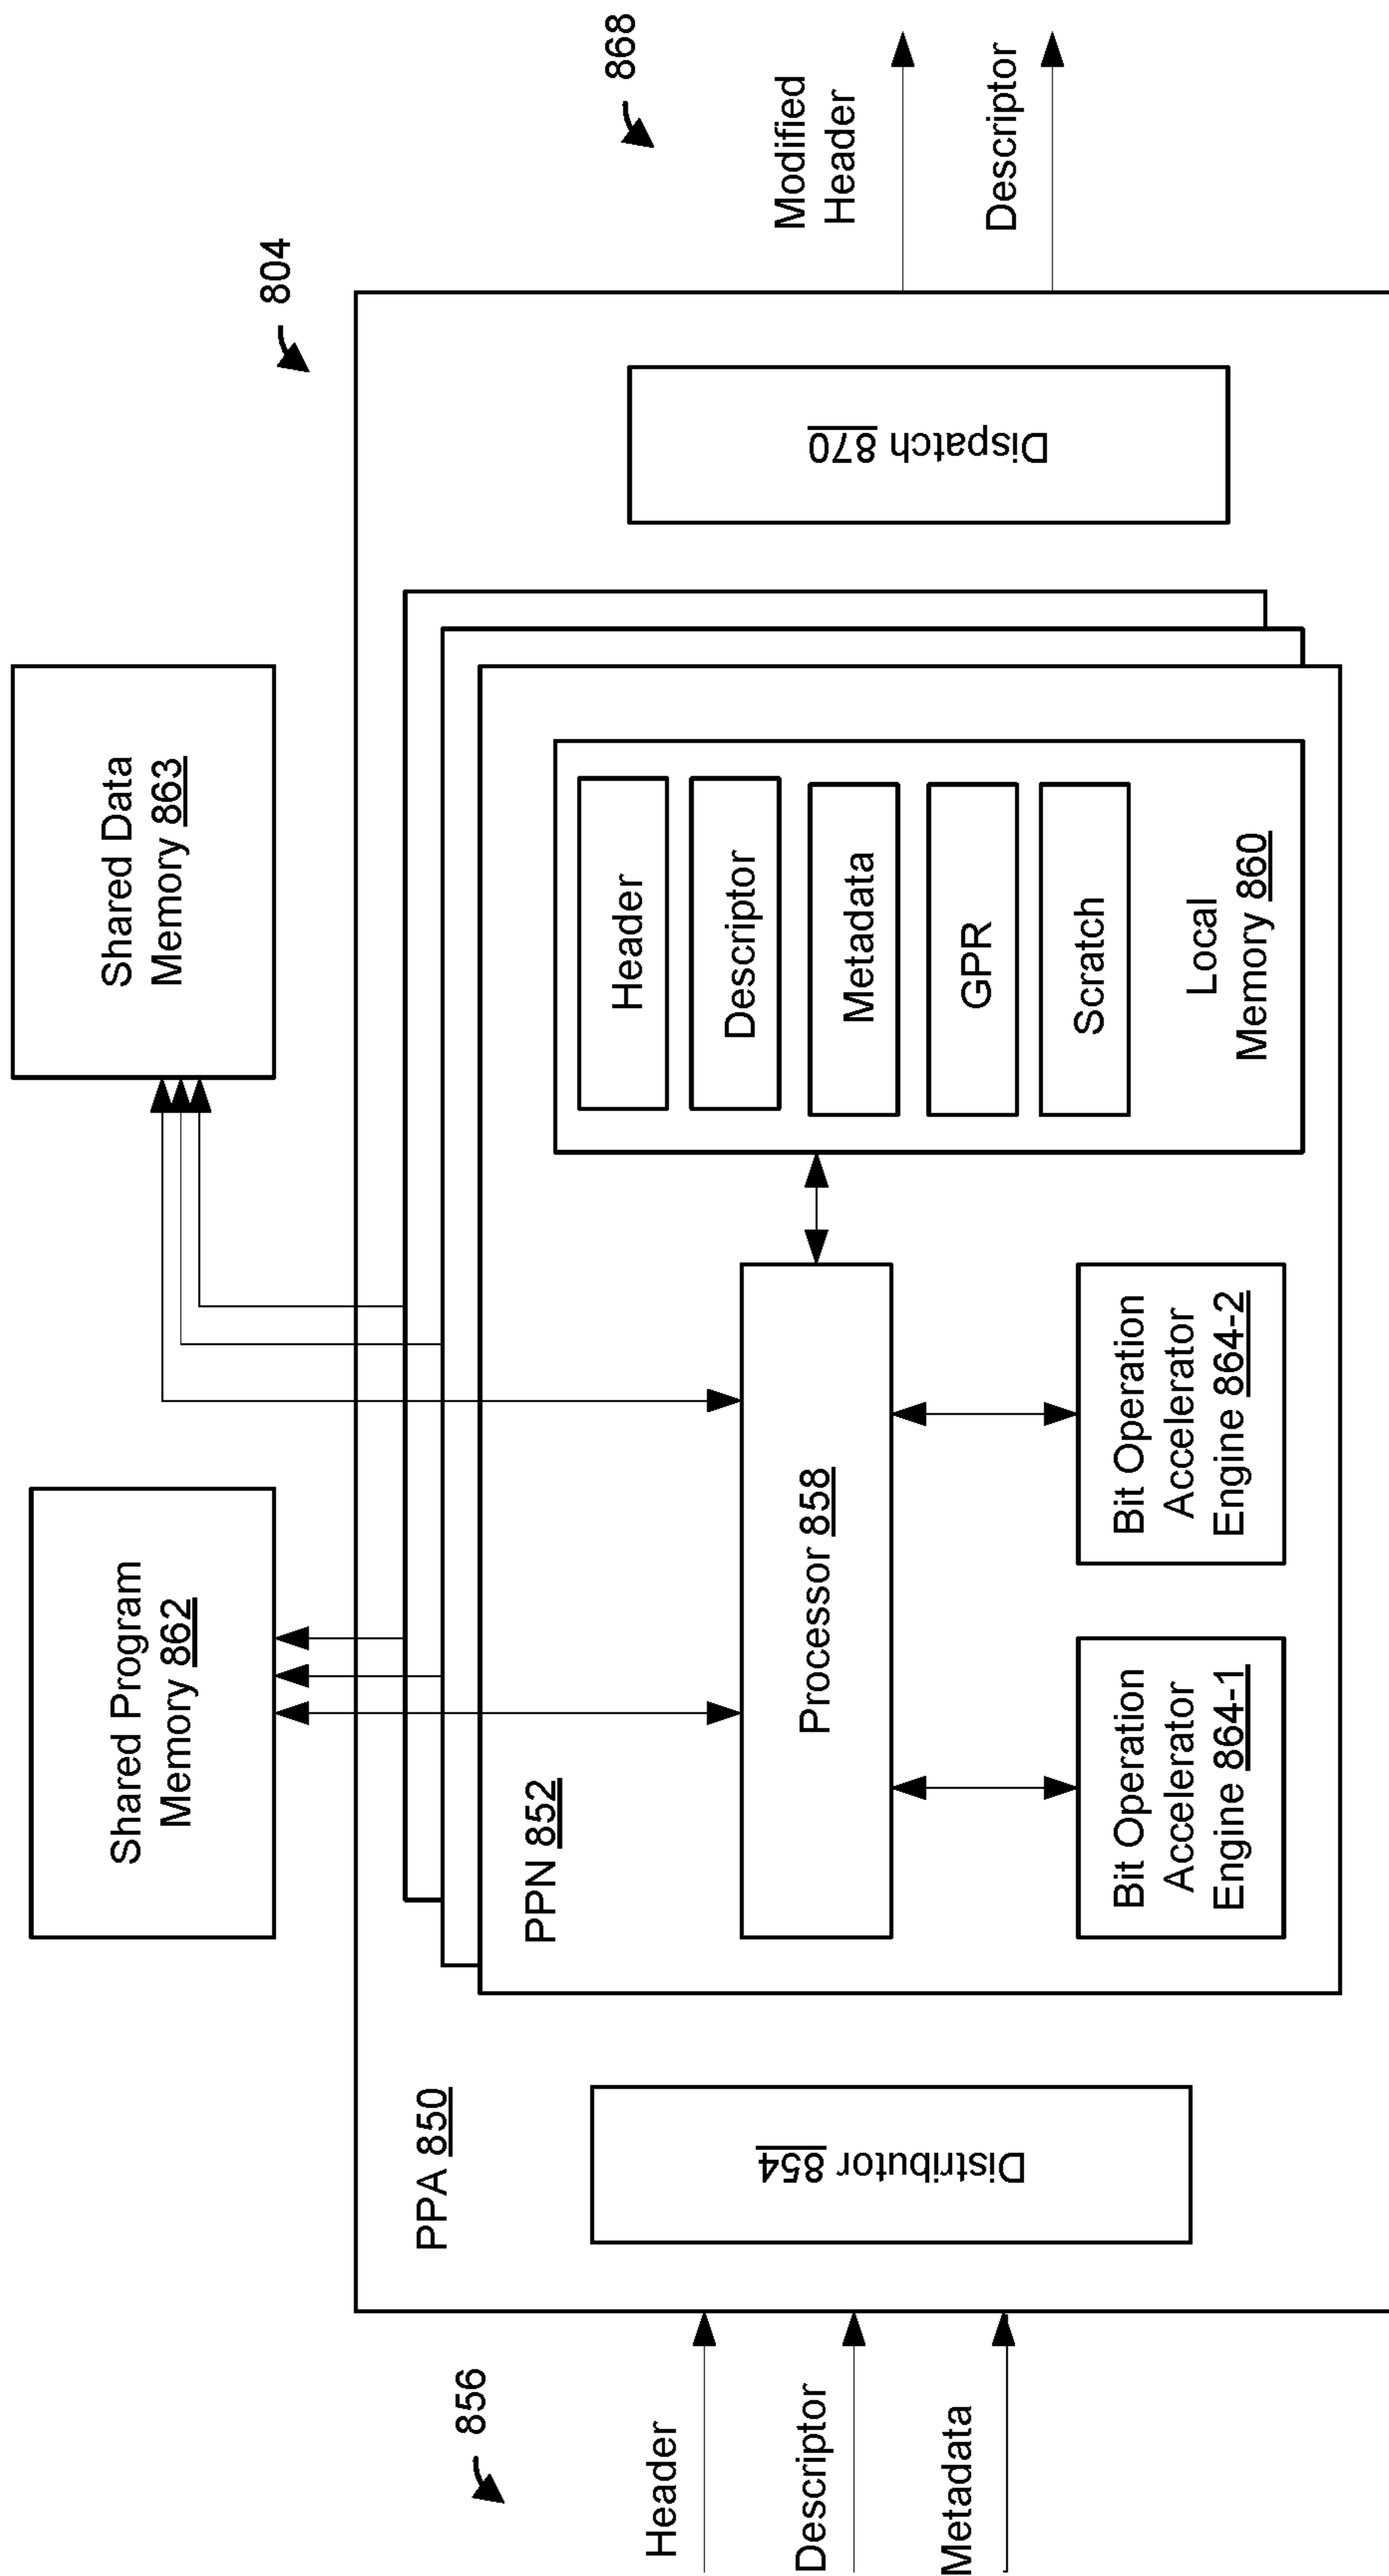 804
868
Shared Program
Memory 862
Shared Data
Memory 863
856
PPA 850
PPN 852
Header
Descriptor
Metadata
Distributor 854
Processor 858
Bit Operation
Accelerator
Engine 864-1
Bit Operation
Accelerator
Engine 864-2
Header
Descriptor
Metadata
GPR
Scratch
Local
Memory 860
Dispatch 870
Modified
Header
Descriptor